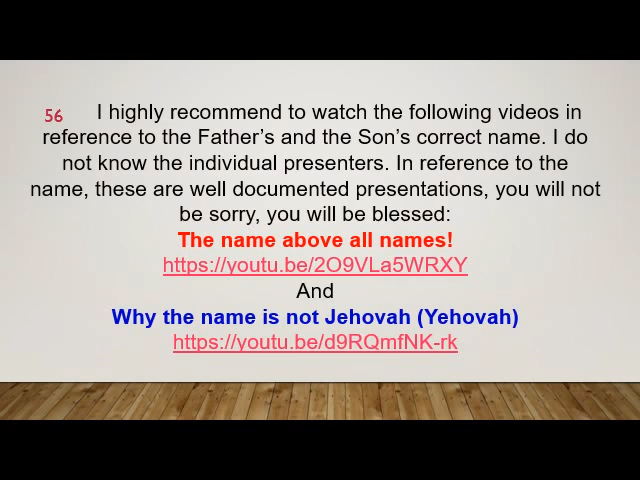 56 I highly recommend to watch the following videos in
reference to the Father's and the Son's correct name. I do
not know the individual presenters. In reference to the
name, these are well documented presentations, you will not
be sorry, you will be blessed:
The name above all names!
https://youtu.be/2O9VLa5WRXY
And
Why the name is not Jehovah (Yehovah)
https://youtu.be/d9RQmfNK-rk